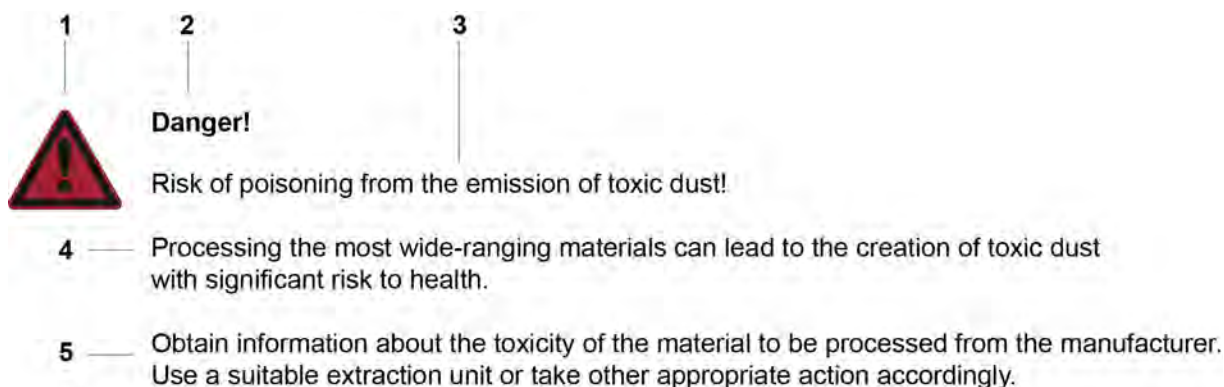 1 2 3
Danger!
Risk of poisoning from the emission of toxic dust!
4 Processing the most wide-ranging materials can lead to the creation of toxic dust
with significant risk to health.
5 Obtain information about the toxicity of the material to be processed from the manufacturer.
Use a suitable extraction unit or take other appropriate action accordingly.